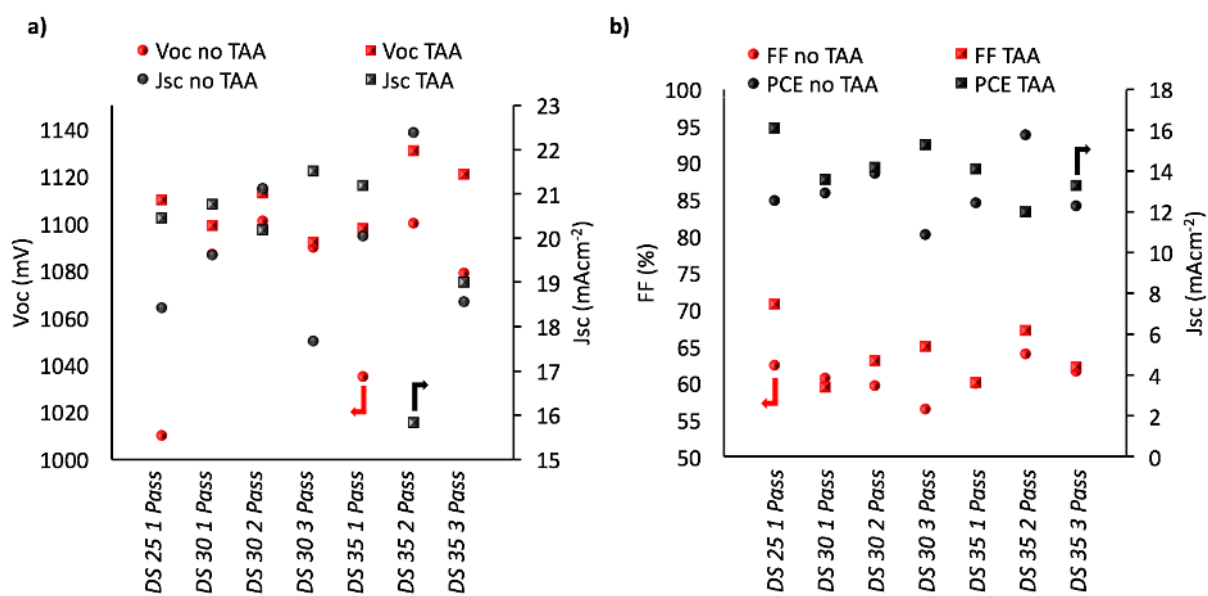 a)
Voc no TAA
Voc TAA
Jsc no TAA
Jsc TAA
1140
1120
1100
1080
1060
1040
1020
1000
Voc (mV)
23
22
21
20
19
18
17
16
15
Jsc (mAcm⁻²)
DS 25 1 Pass
DS 30 1 Pass
DS 30 2 Pass
DS 30 3 Pass
DS 35 1 Pass
DS 35 2 Pass
DS 35 3 Pass
b)
FF no TAA
FF TAA
PCE no TAA
PCE TAA
100
95
90
85
80
75
70
65
60
55
50
FF (%)
18
16
14
12
10
8
6
4
2
0
Jsc (mAcm⁻²)
DS 25 1 Pass
DS 30 1 Pass
DS 30 2 Pass
DS 30 3 Pass
DS 35 1 Pass
DS 35 2 Pass
DS 35 3 Pass